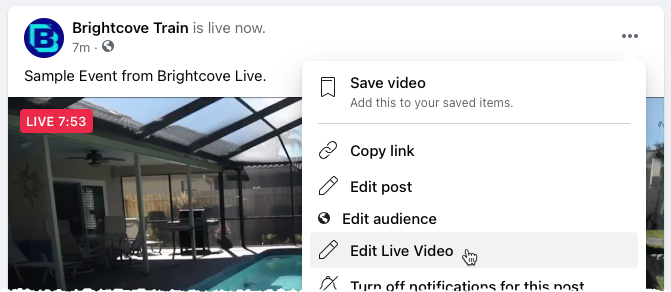 Brightcove Train is live now.
7m ·
Sample Event from Brightcove Live.
Save video
Add this to your saved items.
LIVE 7:53
Copy link
Edit post
Edit audience
Edit Live Video
Turn off notifications for this post